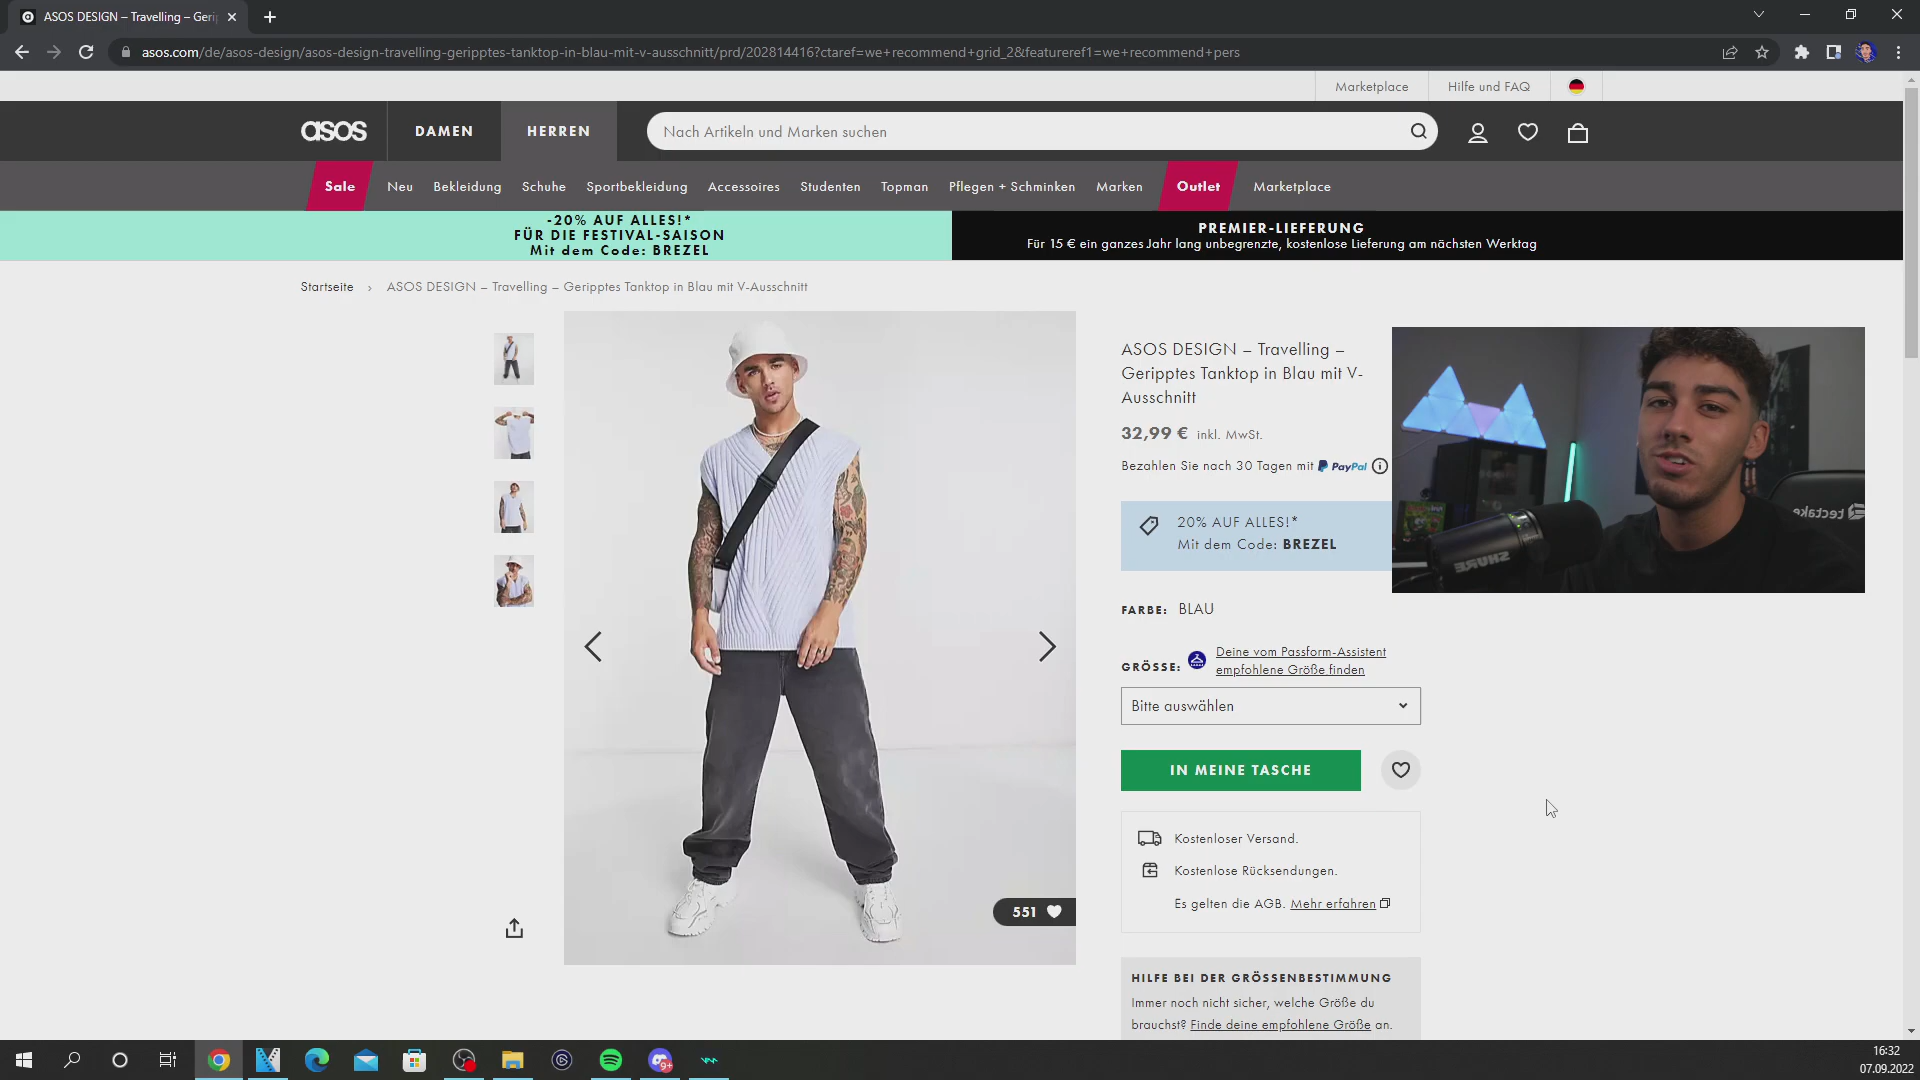 ASOS DESIGN – Travelling – Geri
asos.com/de/asos-design/asos-design-travelling-geripptes-tanktop-in-blau-mit-v-ausschnitt/prd/202814416?ctaref=we+recommend+grid_2&featureref1=we+recommend+pers
Marketplace
Hilfe und FAQ
asos
DAMEN
HERREN
Nach Artikeln und Marken suchen
Sale
Neu
Bekleidung
Schuhe
Sportbekleidung
Accessoires
Studenten
Topman
Pflegen + Schminken
Marken
Outlet
Marketplace
-20% AUF ALLES!*
FÜR DIE FESTIVAL-SAISON
Mit dem Code: BREZEL
PREMIER-LIEFERUNG
Für 15 € ein ganzes Jahr lang unbegrenzte, kostenlose Lieferung am nächsten Werktag
Startseite › ASOS DESIGN – Travelling – Geripptes Tanktop in Blau mit V-Ausschnitt
ASOS DESIGN – Travelling –
Geripptes Tanktop in Blau mit V-
Ausschnitt
32,99 € inkl. MwSt.
Bezahlen Sie nach 30 Tagen mit PayPal
20% AUF ALLES!*
Mit dem Code: BREZEL
tectake
SHURE
FARBE: BLAU
GRÖSSE:
Deine vom Passform-Assistent
empfohlene Größe finden
Bitte auswählen
IN MEINE TASCHE
Kostenloser Versand.
Kostenlose Rücksendungen.
Es gelten die AGB. Mehr erfahren
551
HILFE BEI DER GRÖSSENBESTIMMUNG
Immer noch nicht sicher, welche Größe du
brauchst? Finde deine empfohlene Größe an.
9+
16:32
07.09.2022